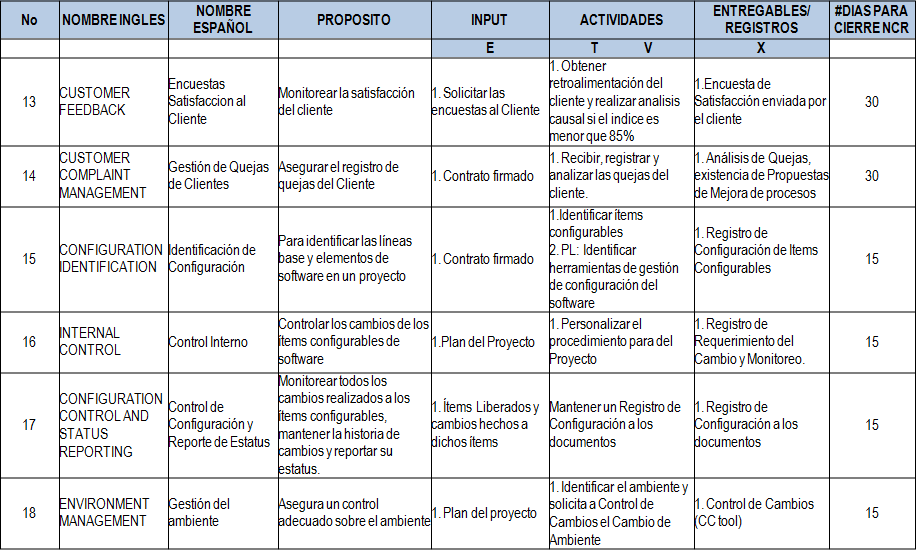 No
NOMBRE INGLES
NOMBRE
ESPAÑOL
PROPOSITO
INPUT
ACTIVIDADES
ENTREGABLES/
REGISTROS
#DIAS PARA
CIERRE NCR
E
T V
X
13
CUSTOMER
FEEDBACK
Encuestas
Satisfaccion al
Cliente
Monitorear la satisfacción
del cliente
1. Solicitar las
encuestas al Cliente
1. Obtener
retroalimentación del
cliente y realizar analisis
causal si el indice es
menor que 85%
1.Encuesta de
Satisfacción enviada por
el cliente
30
14
CUSTOMER
COMPLAINT
MANAGEMENT
Gestión de Quejas
de Clientes
Asegurar el registro de
quejas del Cliente
1. Contrato firmado
1. Recibir, registrar y
analizar las quejas del
cliente.
1. Análisis de Quejas,
existencia de Propuestas
de Mejora de procesos
30
15
CONFIGURATION
IDENTIFICATION
Identificación de
Configuración
Para identificar las líneas
base y elementos de
software en un proyecto
1. Contrato firmado
1.Identificar ítems
configurables
2. PL: Identificar
herramientas de gestión
de configuración del
software
1. Registro de
Configuración de Items
Configurables
15
16
INTERNAL
CONTROL
Control Interno
Controlar los cambios de los
ítems configurables de
software
1.Plan del Proyecto
1. Personalizar el
procedimiento para del
Proyecto
1. Registro de
Requerimiento del
Cambio y Monitoreo.
15
17
CONFIGURATION
CONTROL AND
STATUS
REPORTING
Control de
Configuración y
Reporte de Estatus
Monitorear todos los
cambios realizados a los
ítems configurables,
mantener la historia de
cambios y reportar su
estatus.
1. Ítems Liberados y
cambios hechos a
dichos ítems
Mantener un Registro de
Configuración a los
documentos
1. Registro de
Configuración a los
documentos
15
18
ENVIRONMENT
MANAGEMENT
Gestión del
ambiente
Asegura un control
adecuado sobre el ambiente
1. Plan del proyecto
1. Identificar el ambiente y
solicita a Control de
Cambios el Cambio de
Ambiente
1. Control de Cambios
(CC tool)
15